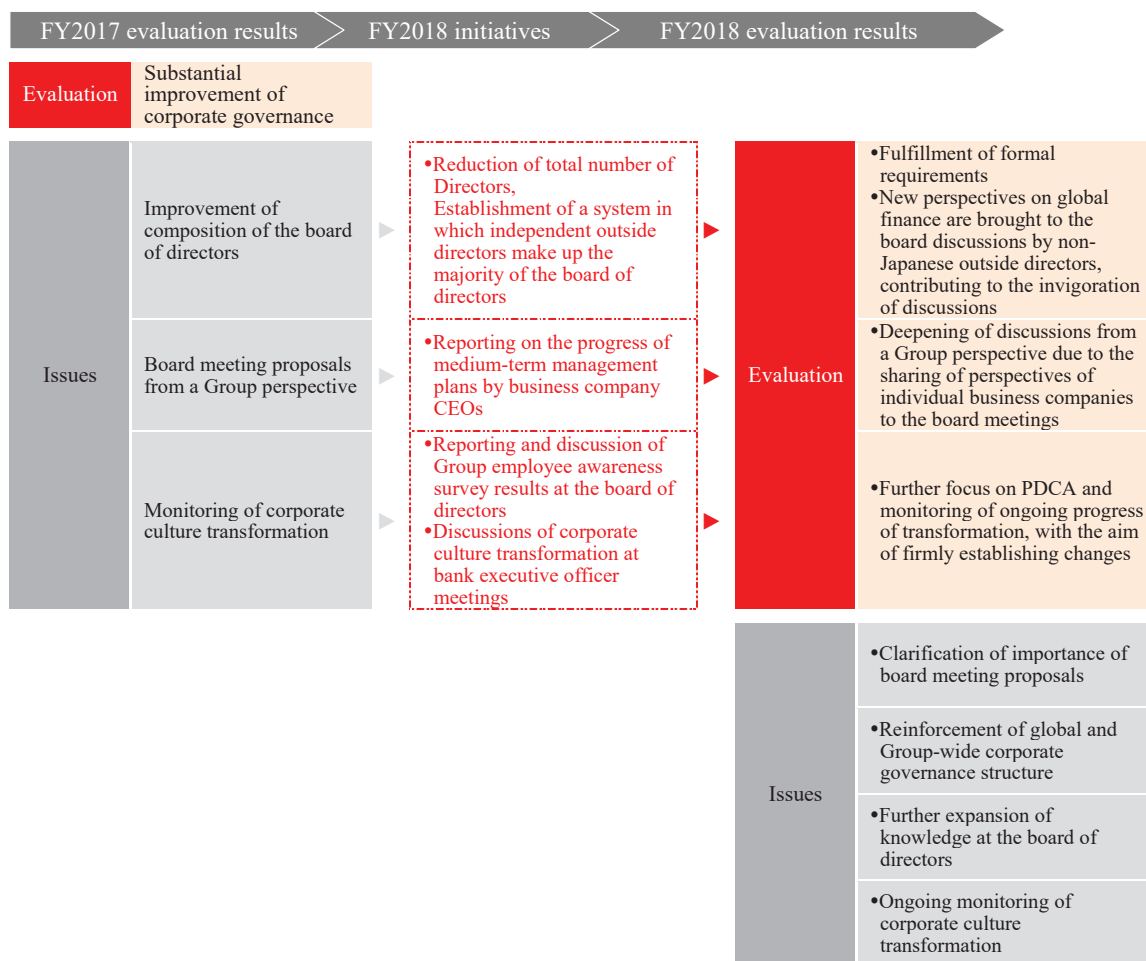 FY2017 evaluation results
FY2018 initiatives
FY2018 evaluation results
Evaluation
Substantial
improvement of
corporate governance
Issues
Improvement of
composition of the board
of directors
•Reduction of total number of
Directors,
Establishment of a system in
which independent outside
directors make up the
majority of the board of
directors
Evaluation
•Fulfillment of formal
requirements
•New perspectives on global
finance are brought to the
board discussions by non-
Japanese outside directors,
contributing to the invigoration
of discussions
Board meeting proposals
from a Group perspective
•Reporting on the progress of
medium-term management
plans by business company
CEOs
•Deepening of discussions from
a Group perspective due to the
sharing of perspectives of
individual business companies
to the board meetings
Monitoring of corporate
culture transformation
•Reporting and discussion of
Group employee awareness
survey results at the board of
directors
•Discussions of corporate
culture transformation at
bank executive officer
meetings
•Further focus on PDCA and
monitoring of ongoing progress
of transformation, with the aim
of firmly establishing changes
Issues
•Clarification of importance of
board meeting proposals
•Reinforcement of global and
Group-wide corporate
governance structure
•Further expansion of
knowledge at the board of
directors
•Ongoing monitoring of
corporate culture
transformation